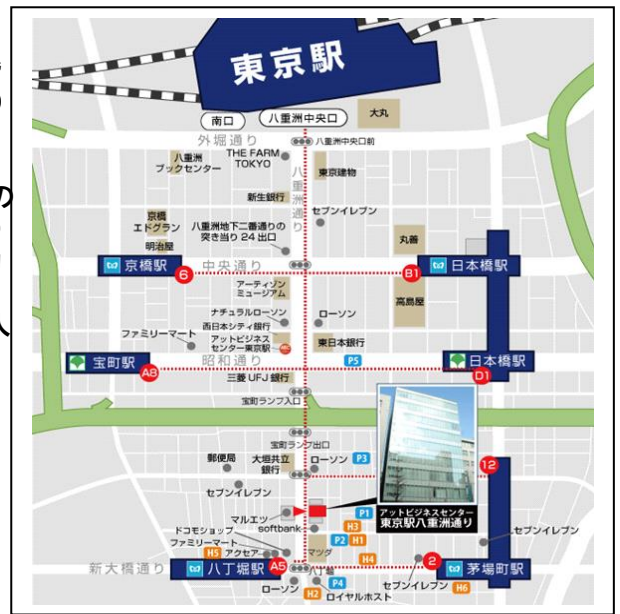 の
人
東京駅
南口
八重洲中央口
大丸
外堀通り
八重洲中央口前
八重洲
ブックセンター
THE FARM
TOKYO
八重洲通り
東京建物
新生銀行
セブンイレブン
京橋
エドグラン
明治屋
八重洲地下二番通りの
突き当り 24 出口
丸善
京橋駅
6
中央通り
B1
日本橋駅
アーティゾン
ミュージアム
高島屋
ナチュラルローソン
ローソン
西日本シティ銀行
ファミリーマート
アットビジネス
センター東京駅
東日本銀行
昭和通り
P5
宝町駅
A8
日本橋駅
D1
三菱 UFJ 銀行
宝町ランプ入口
宝町ランプ出口
郵便局
大垣共立
銀行
ローソン
P3
12
セブンイレブン
マルエツ
P1
アットビジネスセンター
東京駅八重洲通り
softbank
H3
セブンイレブン
ドコモショップ
P2
H1
ファミリーマート
H5
アクセア
マッグ
H4
新大橋通り
八丁堀駅
A5
八丁堀
2
茅場町駅
ローソン
P4
セブンイレブン
H2
ロイヤルホスト
H6